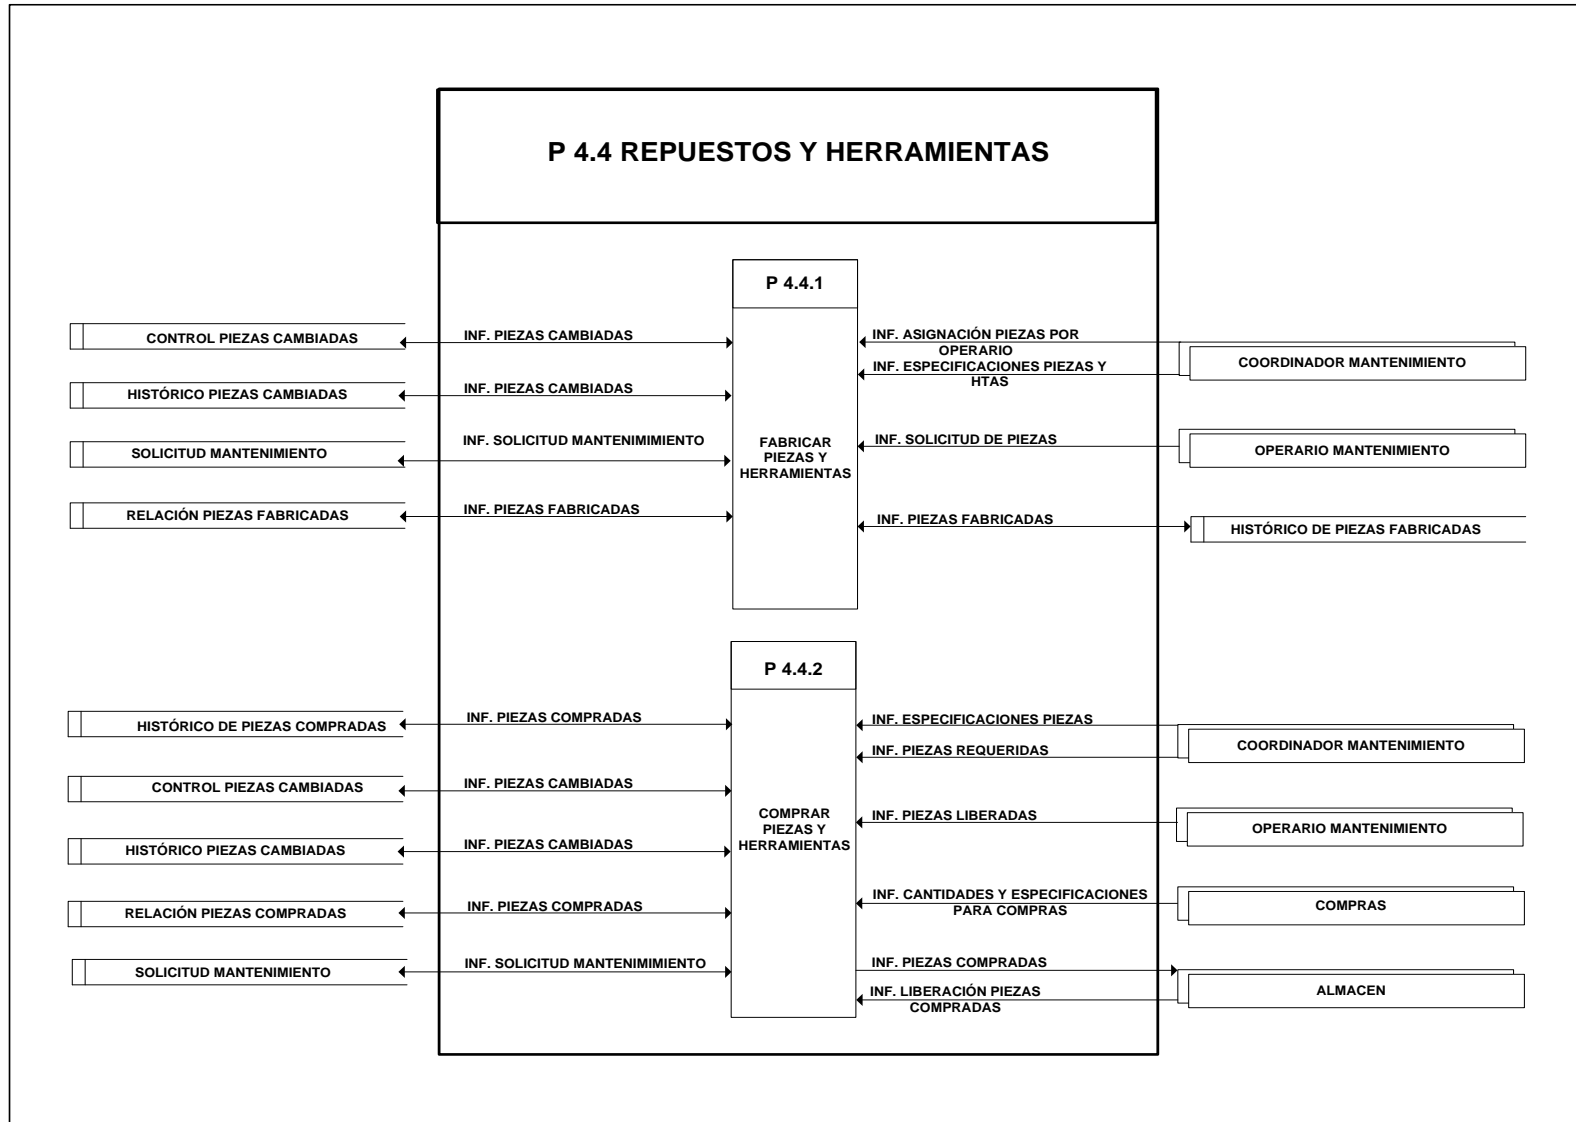 P 4.4 REPUESTOS Y HERRAMIENTAS
P 4.4.1
FABRICAR
PIEZAS Y
HERRAMIENTAS
CONTROL PIEZAS CAMBIADAS
INF. PIEZAS CAMBIADAS
HISTÓRICO PIEZAS CAMBIADAS
INF. PIEZAS CAMBIADAS
SOLICITUD MANTENIMIENTO
INF. SOLICITUD MANTENIMIMIENTO
RELACIÓN PIEZAS FABRICADAS
INF. PIEZAS FABRICADAS
INF. ASIGNACIÓN PIEZAS POR
OPERARIO
INF. ESPECIFICACIONES PIEZAS Y
HTAS
COORDINADOR MANTENIMIENTO
INF. SOLICITUD DE PIEZAS
OPERARIO MANTENIMIENTO
INF. PIEZAS FABRICADAS
HISTÓRICO DE PIEZAS FABRICADAS
P 4.4.2
COMPRAR
PIEZAS Y
HERRAMIENTAS
HISTÓRICO DE PIEZAS COMPRADAS
INF. PIEZAS COMPRADAS
CONTROL PIEZAS CAMBIADAS
INF. PIEZAS CAMBIADAS
HISTÓRICO PIEZAS CAMBIADAS
INF. PIEZAS CAMBIADAS
RELACIÓN PIEZAS COMPRADAS
INF. PIEZAS COMPRADAS
SOLICITUD MANTENIMIENTO
INF. SOLICITUD MANTENIMIMIENTO
INF. ESPECIFICACIONES PIEZAS
INF. PIEZAS REQUERIDAS
COORDINADOR MANTENIMIENTO
INF. PIEZAS LIBERADAS
OPERARIO MANTENIMIENTO
INF. CANTIDADES Y ESPECIFICACIONES
PARA COMPRAS
COMPRAS
INF. PIEZAS COMPRADAS
INF. LIBERACIÓN PIEZAS
COMPRADAS
ALMACEN